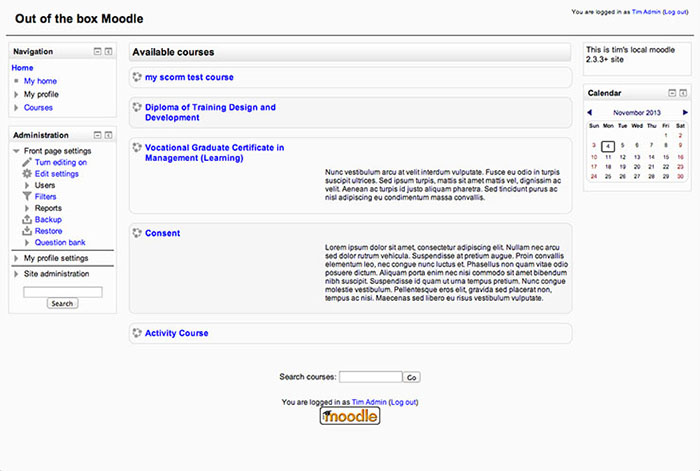 Out of the box Moodle
You are logged in as Tim Admin (Log out)
Navigation
Home
My home
My profile
Courses
Administration
Front page settings
Turn editing on
Edit settings
Users
Filters
Reports
Backup
Restore
Question bank
My profile settings
Site administration
Search
Available courses
my scorm test course
Diploma of Training Design and
Development
Vocational Graduate Certificate in
Management (Learning)
Nunc vestibulum arcu at velit interdum vulputate. Fusce eu odio in turpis
suscipit ultrices. Sed ipsum turpis, mattis sit amet mattis vel, dignissim ac
velit. Aenean ac turpis id justo aliquam pharetra. Sed tincidunt purus ac
nisl adipiscing eu condimentum massa convallis.
Consent
Lorem ipsum dolor sit amet, consectetur adipiscing elit. Nullam nec arcu
sed dolor rutrum vehicula. Suspendisse at pretium augue. Proin convallis
elementum leo, nec congue nunc luctus et. Phasellus non quam vitae odio
posuere dictum. Aliquam porta enim nec nisi commodo sit amet bibendum
nibh suscipit. Suspendisse id quam ut urna tempus pretium. Nunc congue
molestie vestibulum. Pellentesque eros elit, gravida sed placerat non,
tempus ac nisi. Maecenas sed libero eu risus vestibulum vulputate.
Activity Course
Search courses: Go
You are logged in as Tim Admin (Log out)
moodle
This is tim's local moodle
2.3.3+ site
Calendar
November 2013
Sun Mon Tue Wed Thu Fri Sat
1 2
3 4 5 6 7 8 9
10 11 12 13 14 15 16
17 18 19 20 21 22 23
24 25 26 27 28 29 30